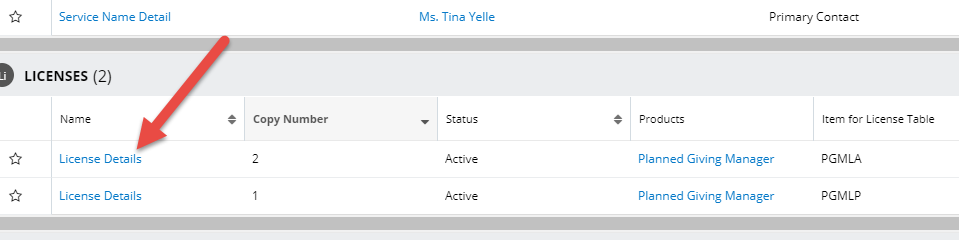 Service Name Detail Ms. Tina Yelle Primary Contact
Li LICENSES (2)
Name Copy Number Status Products Item for License Table
License Details 2 Active Planned Giving Manager PGMLA
License Details 1 Active Planned Giving Manager PGMLP